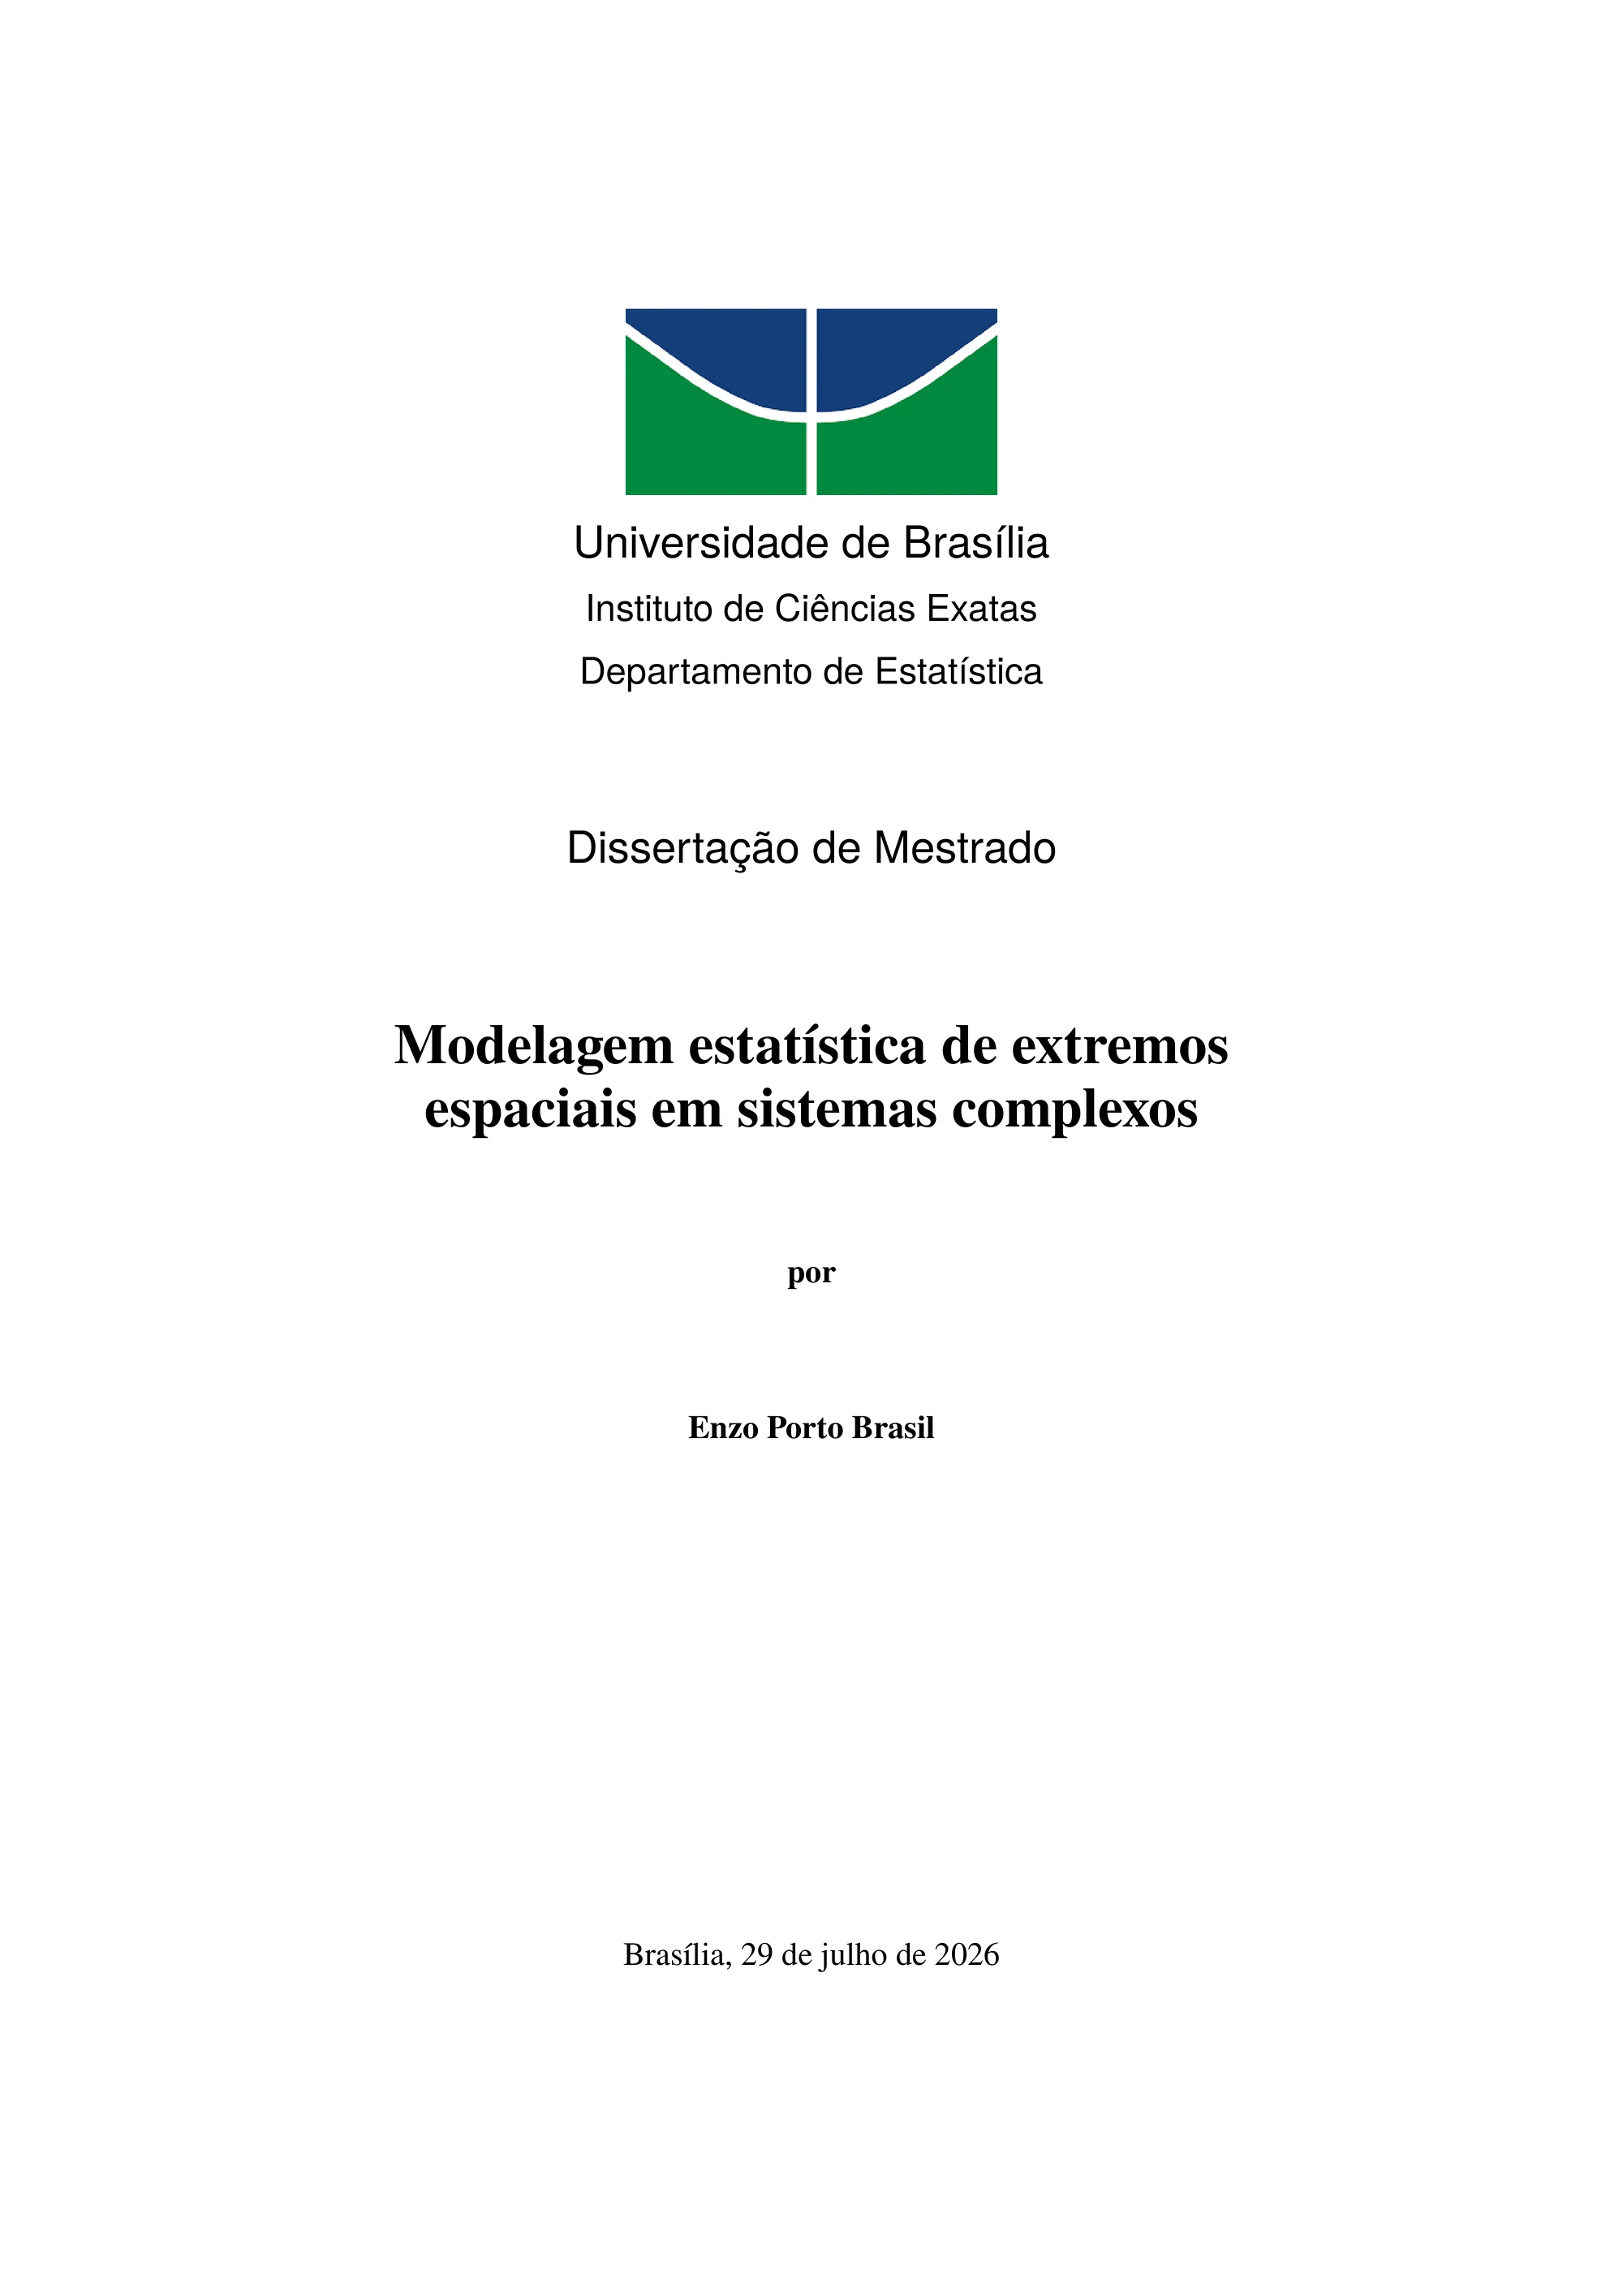 Universidade de Brasília
Instituto de Ciências Exatas
Departamento de Estatística
Dissertação de Mestrado
Modelagem estatística de extremos
espaciais em sistemas complexos
por
Enzo Porto Brasil
Brasília, 29 de julho de 2026